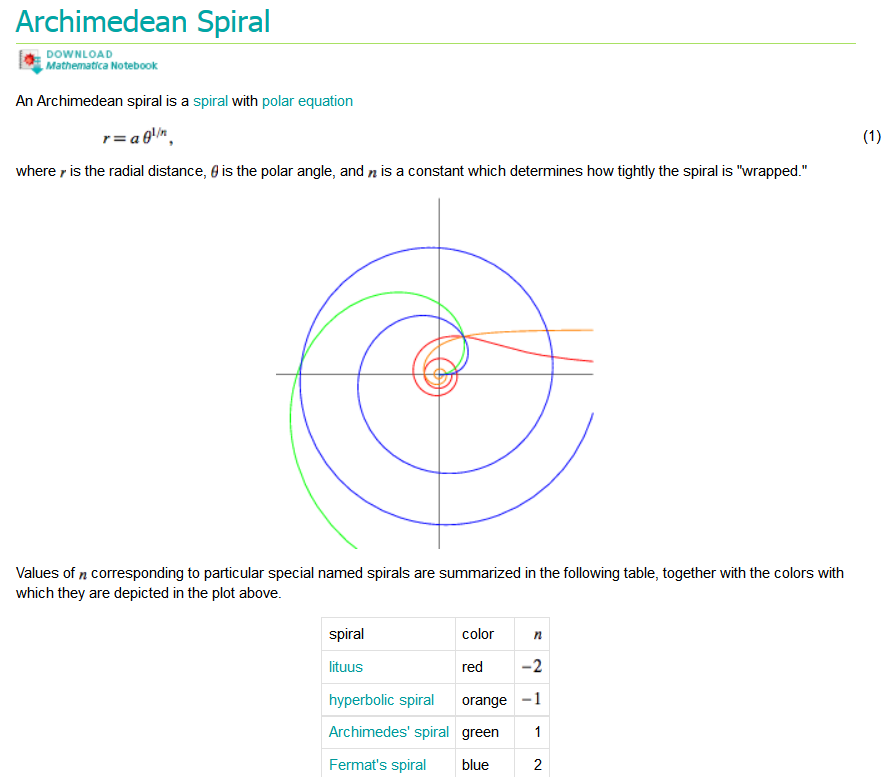 Archimedean Spiral
DOWNLOAD
Mathematica Notebook
An Archimedean spiral is a spiral with polar equation
r = a θ^(1/n), (1)
where r is the radial distance, θ is the polar angle, and n is a constant which determines how tightly the spiral is "wrapped."
Values of n corresponding to particular special named spirals are summarized in the following table, together with the colors with
which they are depicted in the plot above.
spiral color n
lituus red −2
hyperbolic spiral orange −1
Archimedes' spiral green 1
Fermat's spiral blue 2